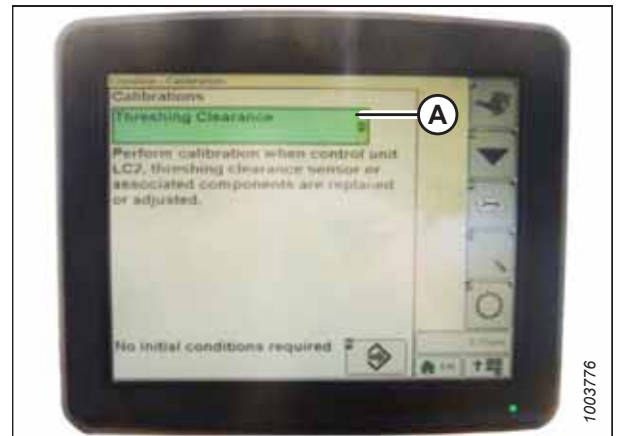 Calibrations
Threshing Clearance
A
Perform calibration when control unit
LC2, threshing clearance sensor or
associated components are replaced
or adjusted.
No initial conditions required
1003776